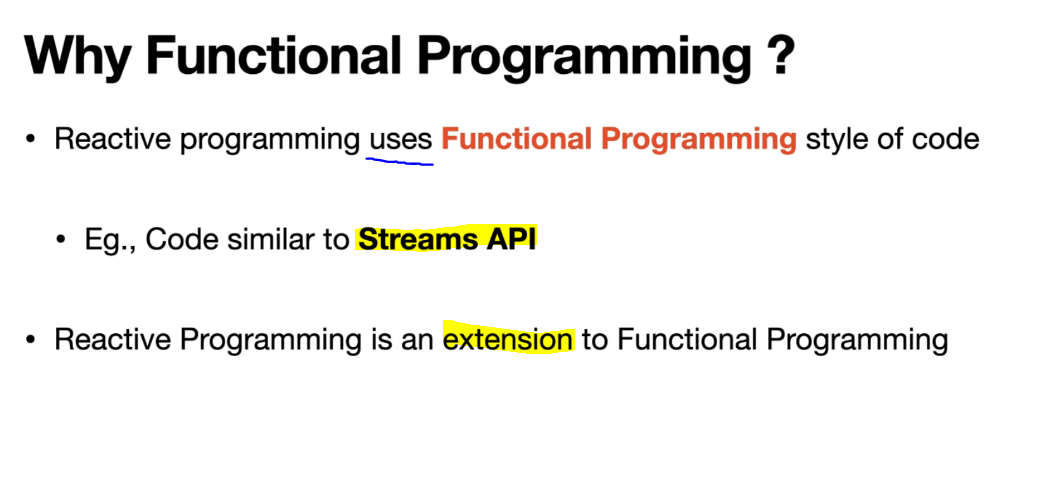 Why Functional Programming ?
• Reactive programming uses Functional Programming style of code
• Eg., Code similar to Streams API
• Reactive Programming is an extension to Functional Programming